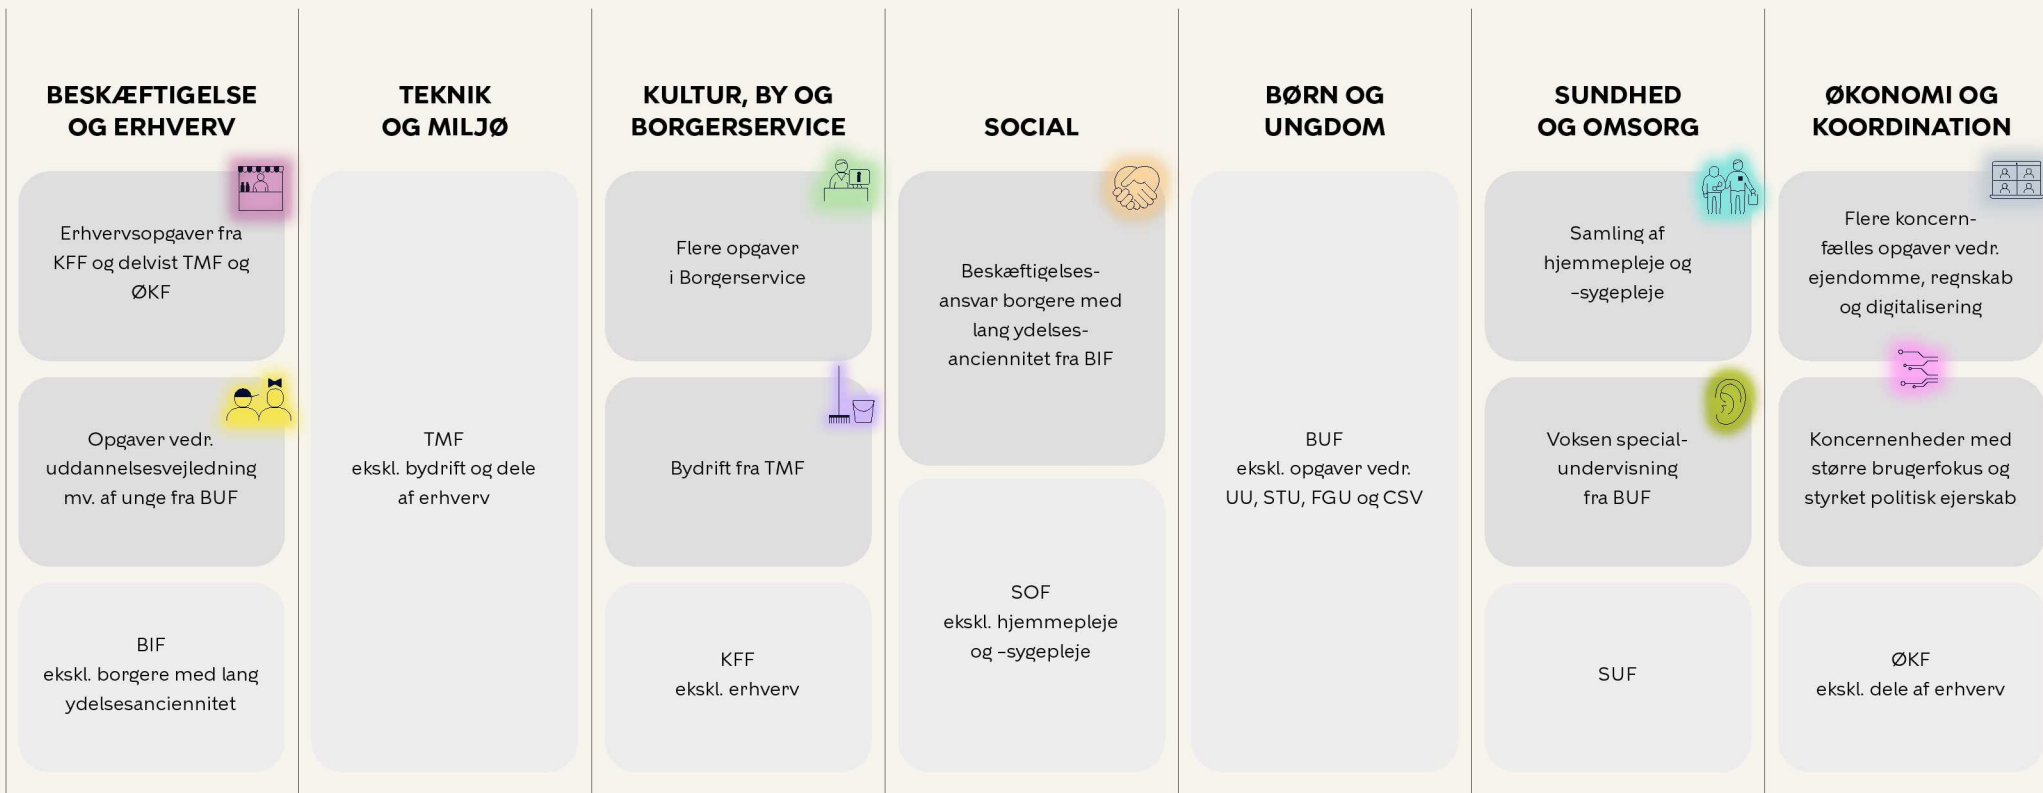 BESKÆFTIGELSE
OG ERHVERV
Erhvervsopgaver fra
KFF og delvist TMF og
ØKF
Opgaver vedr.
uddannelsesvejledning
mv. af unge fra BUF
BIF
ekskl. borgere med lang
ydelsesanciennitet
TEKNIK
OG MILJØ
TMF
ekskl. bydrift og dele
af erhverv
KULTUR, BY OG
BORGERSERVICE
Flere opgaver
i Borgerservice
Bydrift fra TMF
KFF
ekskl. erhverv
SOCIAL
Beskæftigelses-
ansvar borgere med
lang ydelses-
anciennitet fra BIF
SOF
ekskl. hjemmepleje
og –sygepleje
BØRN OG
UNGDOM
BUF
ekskl. opgaver vedr.
UU, STU, FGU og CSV
SUNDHED
OG OMSORG
Samling af
hjemmepleje og
–sygepleje
Voksen special-
undervisning
fra BUF
SUF
ØKONOMI OG
KOORDINATION
Flere koncern-
fælles opgaver vedr.
ejendomme, regnskab
og digitalisering
Koncernenheder med
større brugerfokus og
styrket politisk ejerskab
ØKF
ekskl. dele af erhverv